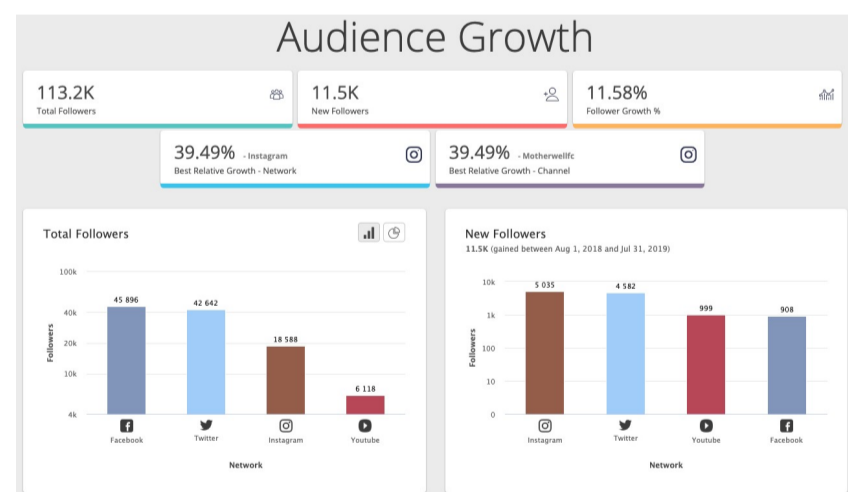 Audience Growth
113.2K
Total Followers
11.5K
New Followers
11.58%
Follower Growth %
39.49% - Instagram
Best Relative Growth - Network
39.49% - Motherwellfc
Best Relative Growth - Channel
Total Followers
100k
40k
20k
10k
4k
Followers
45 896
42 642
18 588
6 118
Facebook
Twitter
Instagram
Youtube
Network
New Followers
11.5K (gained between Aug 1, 2018 and Jul 31, 2019)
10k
1k
100
10
0
Followers
5 035
4 582
999
908
Instagram
Twitter
Youtube
Facebook
Network